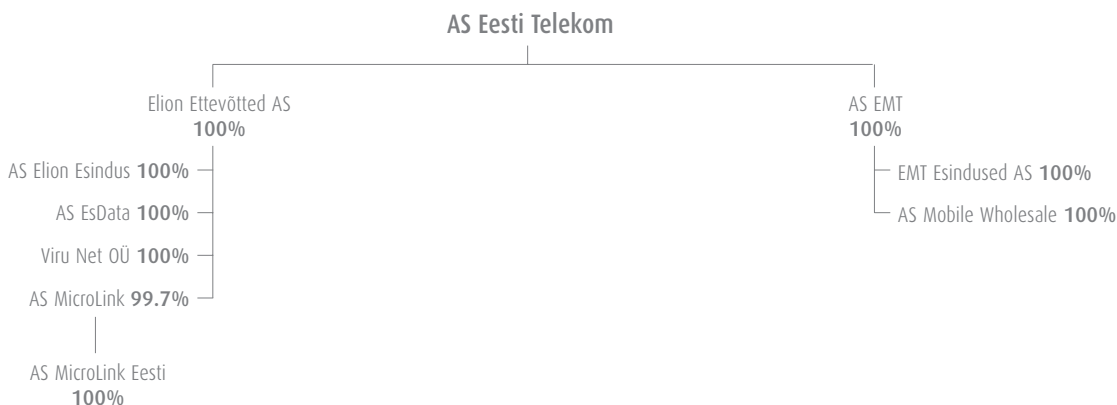 AS Eesti Telekom
Elion Ettevõtted AS
100%
AS Elion Esindus 100%
AS EsData 100%
Viru Net OÜ 100%
AS MicroLink 99.7%
AS MicroLink Eesti
100%
AS EMT
100%
EMT Esindused AS 100%
AS Mobile Wholesale 100%